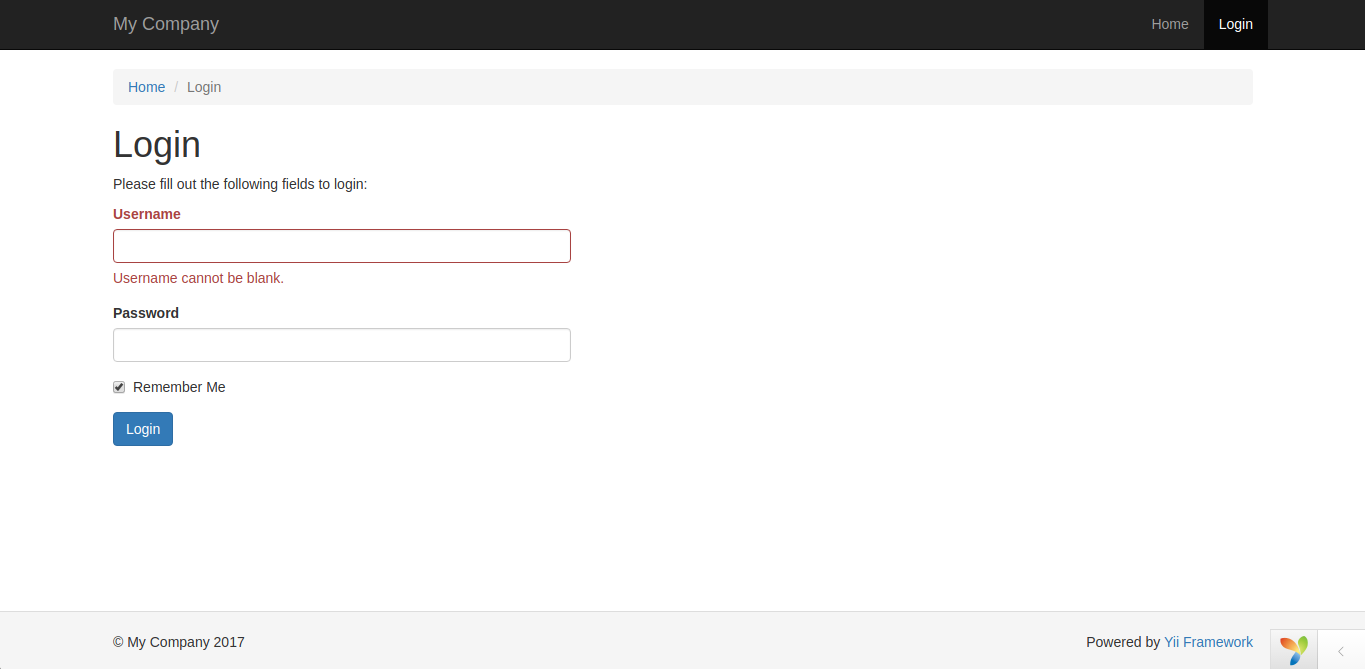 My Company
Home Login
Home / Login
Login
Please fill out the following fields to login:
Username
Username cannot be blank.
Password
Remember Me
Login
© My Company 2017
Powered by Yii Framework